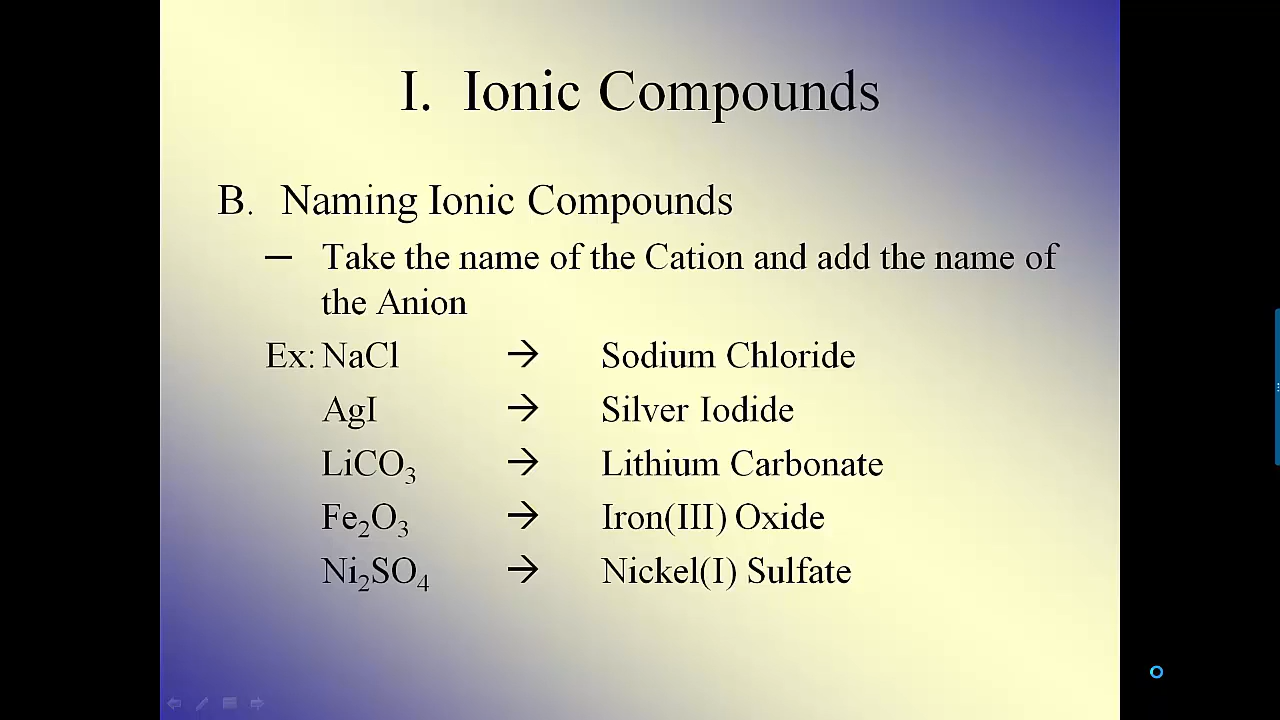 I. Ionic Compounds
B. Naming Ionic Compounds
— Take the name of the Cation and add the name of
the Anion
Ex: NaCl → Sodium Chloride
AgI → Silver Iodide
LiCO₃ → Lithium Carbonate
Fe₂O₃ → Iron(III) Oxide
Ni₂SO₄ → Nickel(I) Sulfate